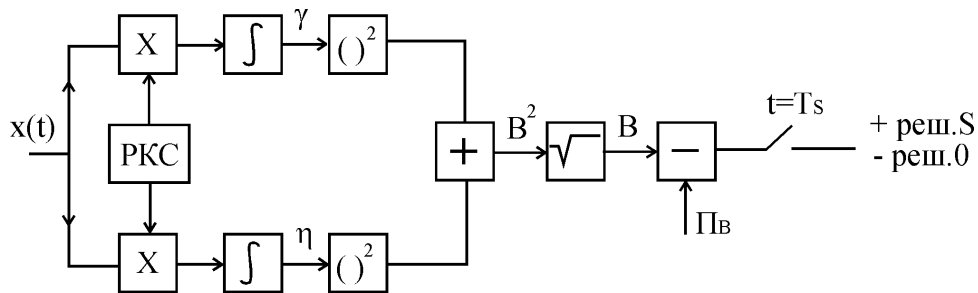 X
∫
γ
( )²
x(t)
РКС
+
B²
√
B
−
t=Ts
+ реш.S
- реш.0
Пв
X
∫
η
( )²